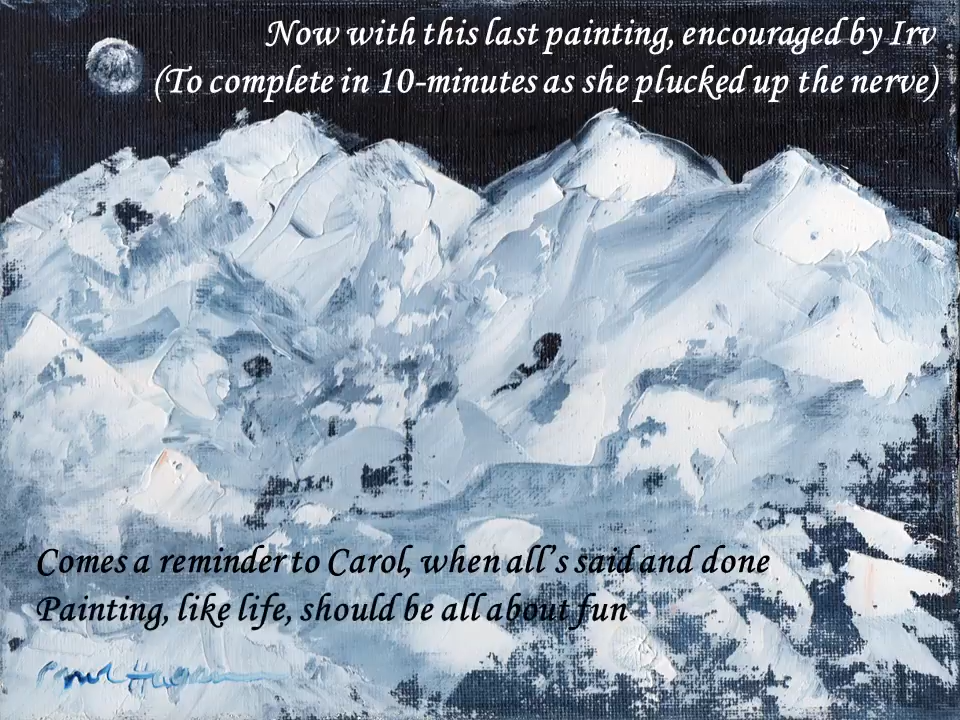 Now with this last painting, encouraged by Irv
(To complete in 10-minutes as she plucked up the nerve)
Comes a reminder to Carol, when all’s said and done
Painting, like life, should be all about fun